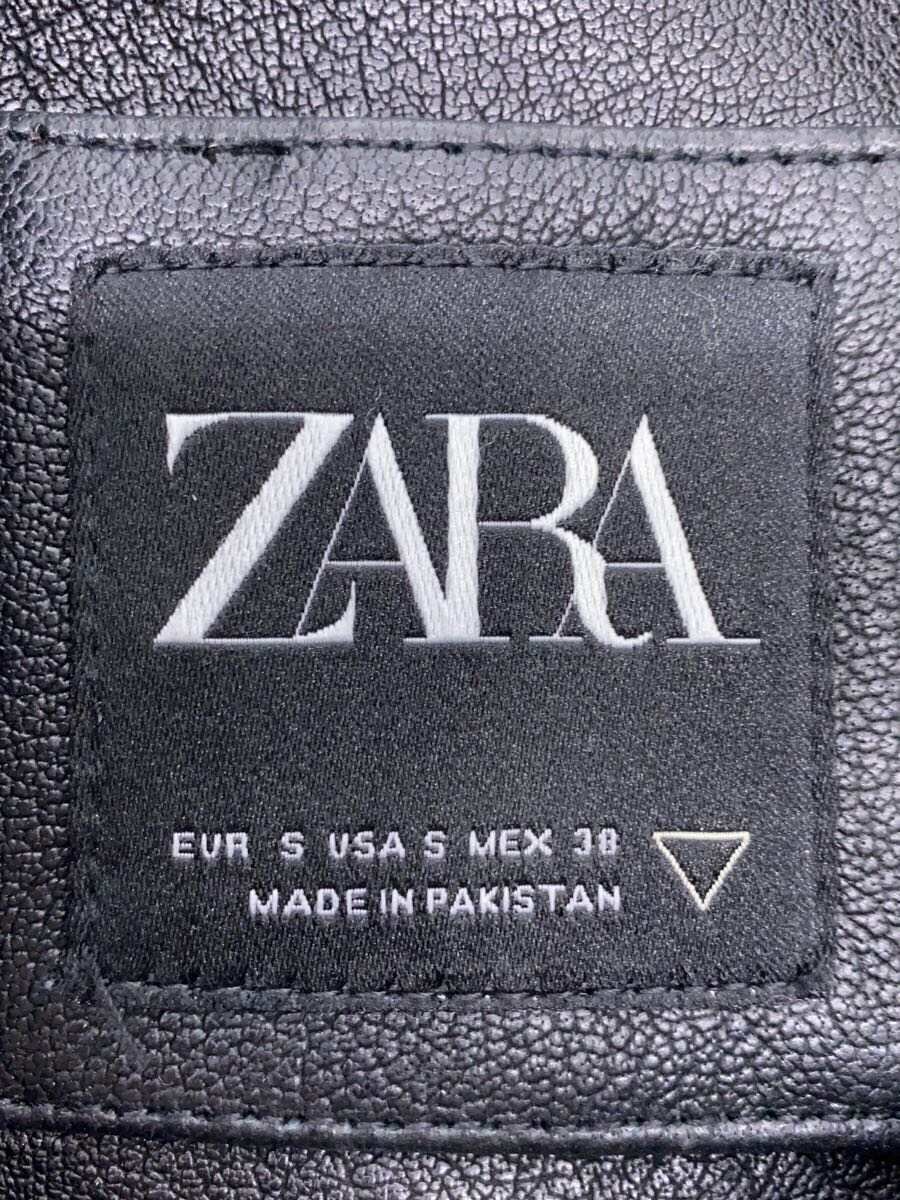 ZARA
EUR S USA S MEX 38
MADE IN PAKISTAN